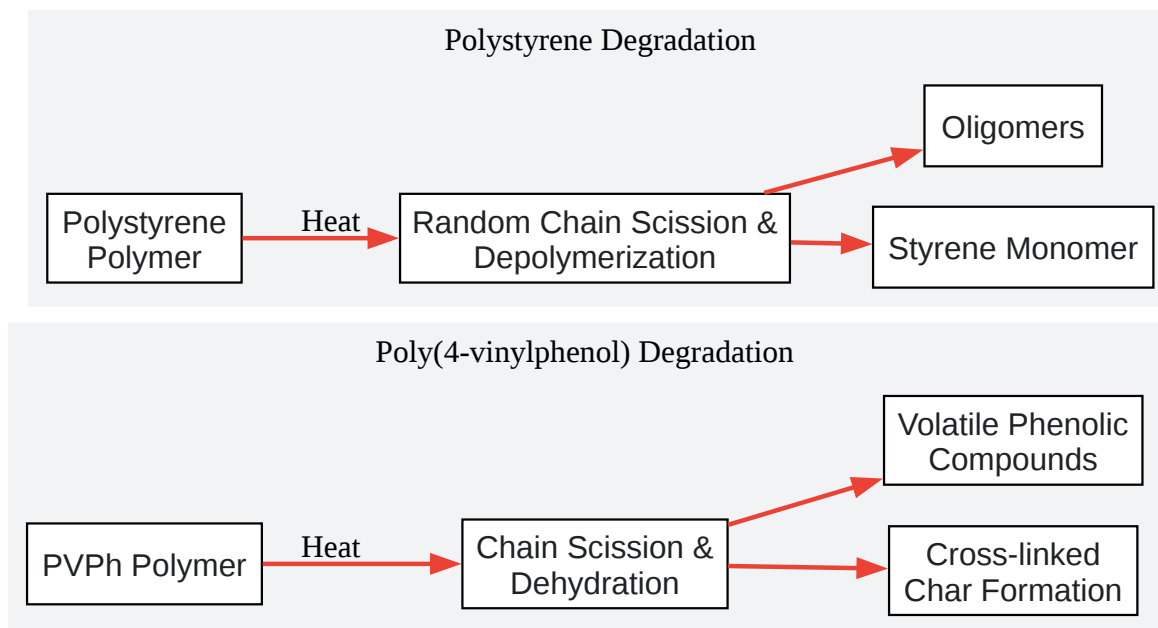 Polystyrene Degradation
Oligomers
Polystyrene
Polymer
Heat
Random Chain Scission &
Depolymerization
Styrene Monomer
Poly(4-vinylphenol) Degradation
Volatile Phenolic
Compounds
PVPh Polymer
Heat
Chain Scission &
Dehydration
Cross-linked
Char Formation